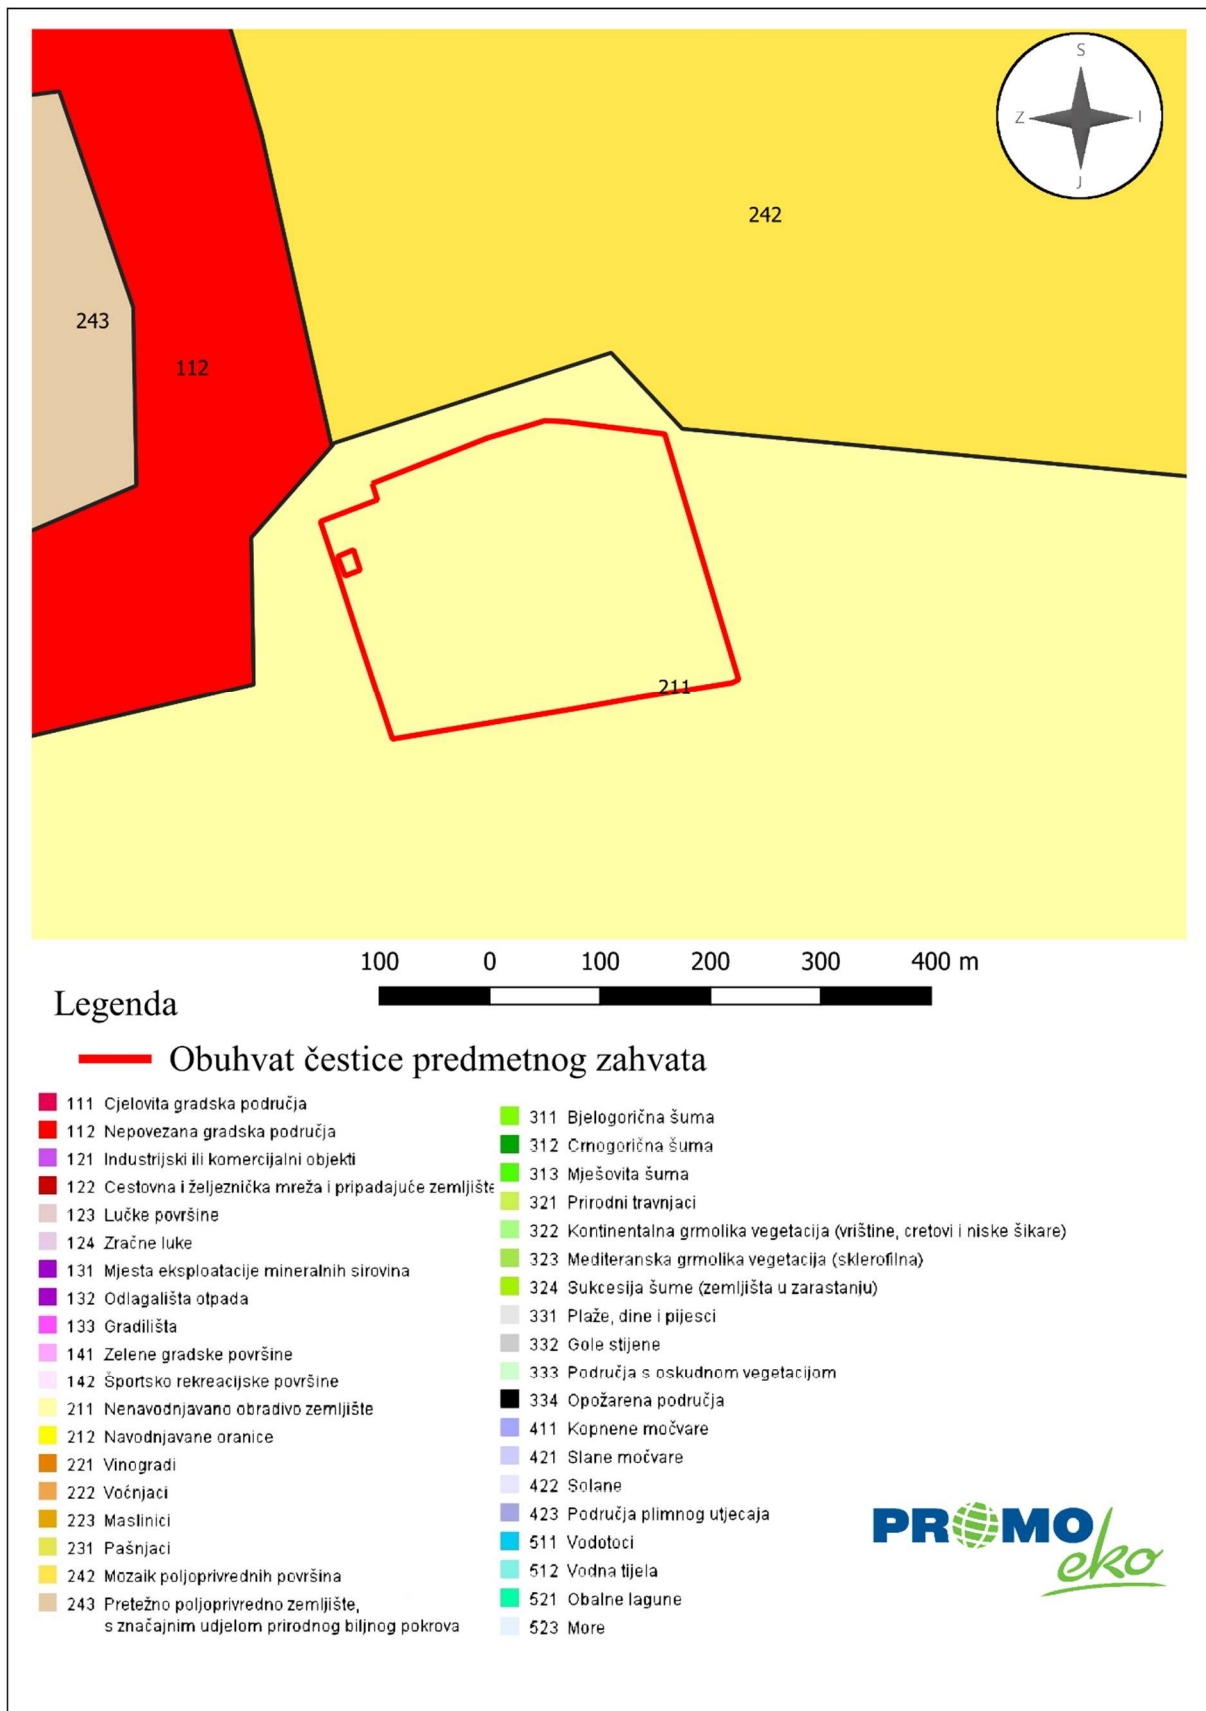 S
Z
I
J
242
243
112
211
100 0 100 200 300 400 m
Legenda
Obuhvat čestice predmetnog zahvata
111 Cjelovita gradska područja
112 Nepovezana gradska područja
121 Industrijski ili komercijalni objekti
122 Cestovna i željeznička mreža i pripadajuće zemljište
123 Lučke površine
124 Zračne luke
131 Mjesta eksploatacije mineralnih sirovina
132 Odlagališta otpada
133 Gradilišta
141 Zelene gradske površine
142 Športsko rekreacijske površine
211 Nenavodnjavano obradivo zemljište
212 Navodnjavane oranice
221 Vinogradi
222 Voćnjaci
223 Maslinici
231 Pašnjaci
242 Mozaik poljoprivrednih površina
243 Pretežno poljoprivredno zemljište,
s značajnim udjelom prirodnog biljnog pokrova
311 Bjelogorična šuma
312 Crnogorična šuma
313 Mješovita šuma
321 Prirodni travnjaci
322 Kontinentalna grmolika vegetacija (vrištine, cretovi i niske šikare)
323 Mediteranska grmolika vegetacija (sklerofilna)
324 Sukcesija šume (zemljišta u zarastanju)
331 Plaže, dine i pijesci
332 Gole stijene
333 Područja s oskudnom vegetacijom
334 Opožarena područja
411 Kopnene močvare
421 Slane močvare
422 Solane
423 Područja plimnog utjecaja
511 Vodotoci
512 Vodna tijela
521 Obalne lagune
523 More
PROMO
eko